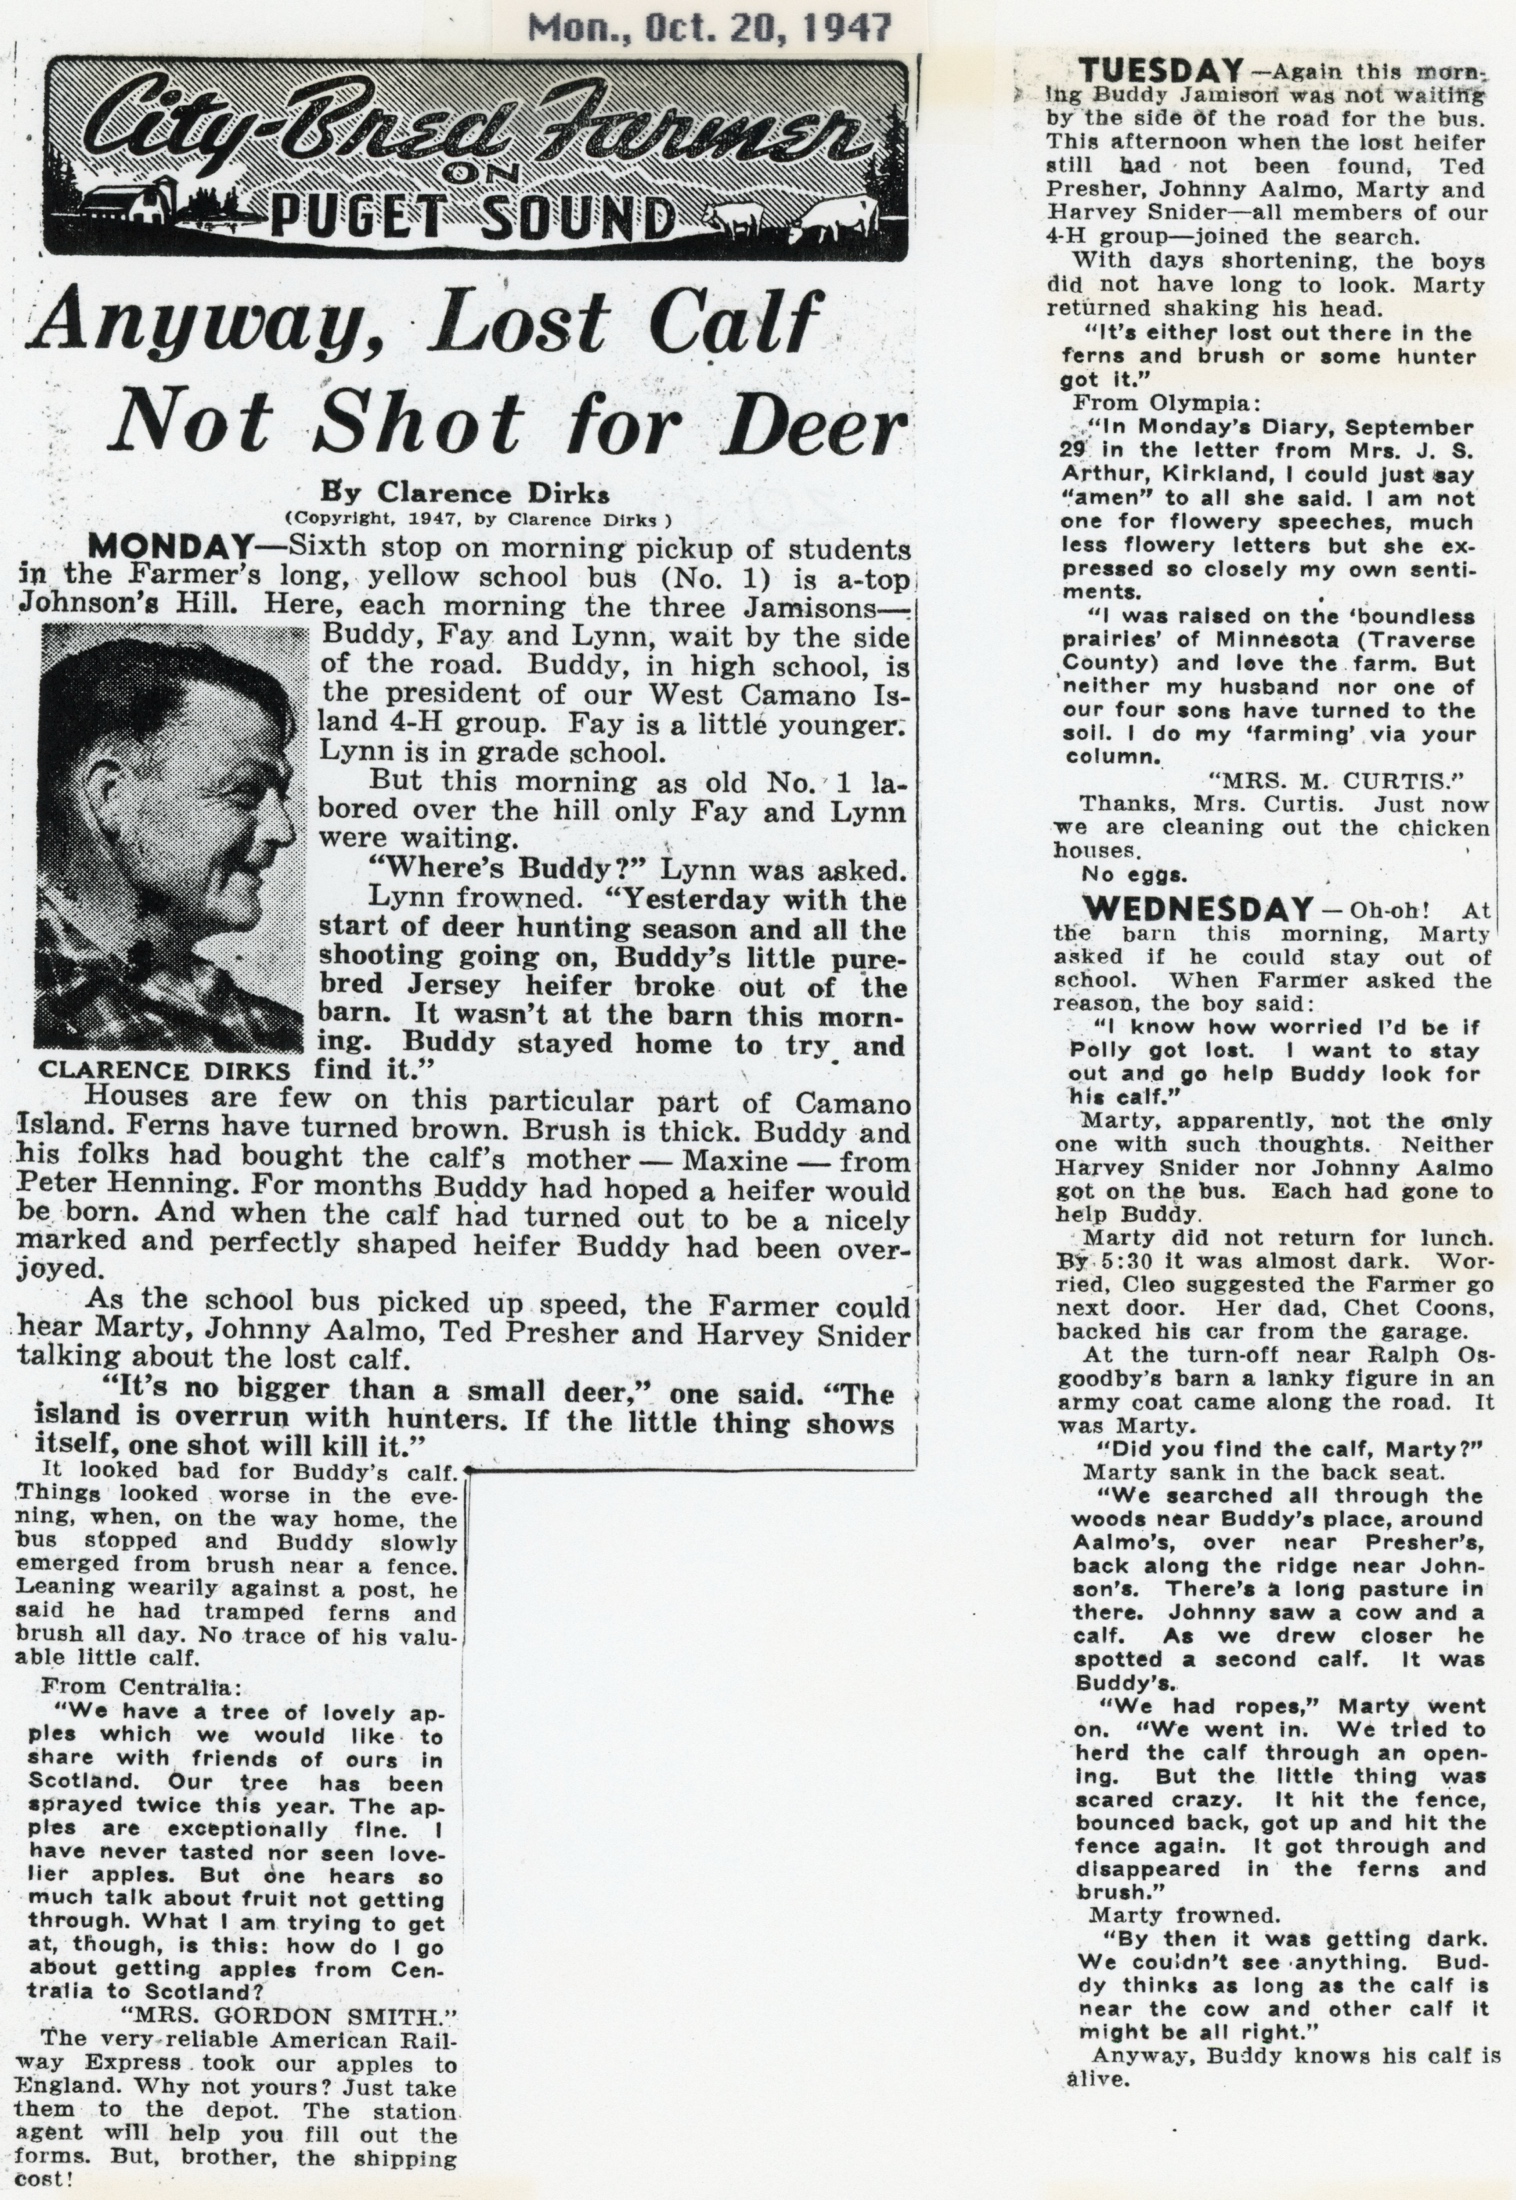 Mon., Oct. 20, 1947
City-Bred Farmer
ON
PUGET SOUND
Anyway, Lost Calf
Not Shot for Deer
By Clarence Dirks
(Copyright, 1947, by Clarence Dirks )
MONDAY—Sixth stop on morning pickup of students
in the Farmer's long, yellow school bus (No. 1) is a-top
Johnson's Hill. Here, each morning the three Jamisons—
Buddy, Fay and Lynn, wait by the side
of the road. Buddy, in high school, is
the president of our West Camano Is-
land 4-H group. Fay is a little younger.
Lynn is in grade school.
But this morning as old No. 1 la-
bored over the hill only Fay and Lynn
were waiting.
"Where's Buddy?" Lynn was asked.
Lynn frowned. "Yesterday with the
start of deer hunting season and all the
shooting going on, Buddy's little pure-
bred Jersey heifer broke out of the
barn. It wasn't at the barn this morn-
ing. Buddy stayed home to try and
find it."
CLARENCE DIRKS
Houses are few on this particular part of Camano
Island. Ferns have turned brown. Brush is thick. Buddy and
his folks had bought the calf's mother — Maxine — from
Peter Henning. For months Buddy had hoped a heifer would
be born. And when the calf had turned out to be a nicely
marked and perfectly shaped heifer Buddy had been over-
joyed.
As the school bus picked up speed, the Farmer could
hear Marty, Johnny Aalmo, Ted Presher and Harvey Snider
talking about the lost calf.
"It's no bigger than a small deer," one said. "The
island is overrun with hunters. If the little thing shows
itself, one shot will kill it."
It looked bad for Buddy's calf.
Things looked worse in the eve-
ning, when, on the way home, the
bus stopped and Buddy slowly
emerged from brush near a fence.
Leaning wearily against a post, he
said he had tramped ferns and
brush all day. No trace of his valu-
able little calf.
From Centralia:
"We have a tree of lovely ap-
ples which we would like to
share with friends of ours in
Scotland. Our tree has been
sprayed twice this year. The ap-
ples are exceptionally fine. I
have never tasted nor seen love-
lier apples. But one hears so
much talk about fruit not getting
through. What I am trying to get
at, though, is this: how do I go
about getting apples from Cen-
tralia to Scotland?
"MRS. GORDON SMITH."
The very reliable American Rail-
way Express took our apples to
England. Why not yours? Just take
them to the depot. The station
agent will help you fill out the
forms. But, brother, the shipping
cost!
TUESDAY—Again this morn-
ing Buddy Jamison was not waiting
by the side of the road for the bus.
This afternoon when the lost heifer
still had not been found, Ted
Presher, Johnny Aalmo, Marty and
Harvey Snider—all members of our
4-H group—joined the search.
With days shortening, the boys
did not have long to look. Marty
returned shaking his head.
"It's either lost out there in the
ferns and brush or some hunter
got it."
From Olympia:
"In Monday's Diary, September
29 in the letter from Mrs. J. S.
Arthur, Kirkland, I could just say
"amen" to all she said. I am not
one for flowery speeches, much
less flowery letters but she ex-
pressed so closely my own senti-
ments.
"I was raised on the 'boundless
prairies' of Minnesota (Traverse
County) and love the farm. But
neither my husband nor one of
our four sons have turned to the
soil. I do my 'farming' via your
column.
"MRS. M. CURTIS."
Thanks, Mrs. Curtis. Just now
we are cleaning out the chicken
houses.
No eggs.
WEDNESDAY — Oh-oh! At
the barn this morning, Marty
asked if he could stay out of
school. When Farmer asked the
reason, the boy said:
"I know how worried I'd be if
Polly got lost. I want to stay
out and go help Buddy look for
his calf."
Marty, apparently, not the only
one with such thoughts. Neither
Harvey Snider nor Johnny Aalmo
got on the bus. Each had gone to
help Buddy.
Marty did not return for lunch.
By 5:30 it was almost dark. Wor-
ried, Cleo suggested the Farmer go
next door. Her dad, Chet Coons,
backed his car from the garage.
At the turn-off near Ralph Os-
goodby's barn a lanky figure in an
army coat came along the road. It
was Marty.
"Did you find the calf, Marty?"
Marty sank in the back seat.
"We searched all through the
woods near Buddy's place, around
Aalmo's, over near Presher's,
back along the ridge near John-
son's. There's a long pasture in
there. Johnny saw a cow and a
calf. As we drew closer he
spotted a second calf. It was
Buddy's.
"We had ropes," Marty went
on. "We went in. We tried to
herd the calf through an open-
ing. But the little thing was
scared crazy. It hit the fence,
bounced back, got up and hit the
fence again. It got through and
disappeared in the ferns and
brush."
Marty frowned.
"By then it was getting dark.
We couldn't see anything. Bud-
dy thinks as long as the calf is
near the cow and other calf it
might be all right."
Anyway, Buddy knows his calf is
alive.